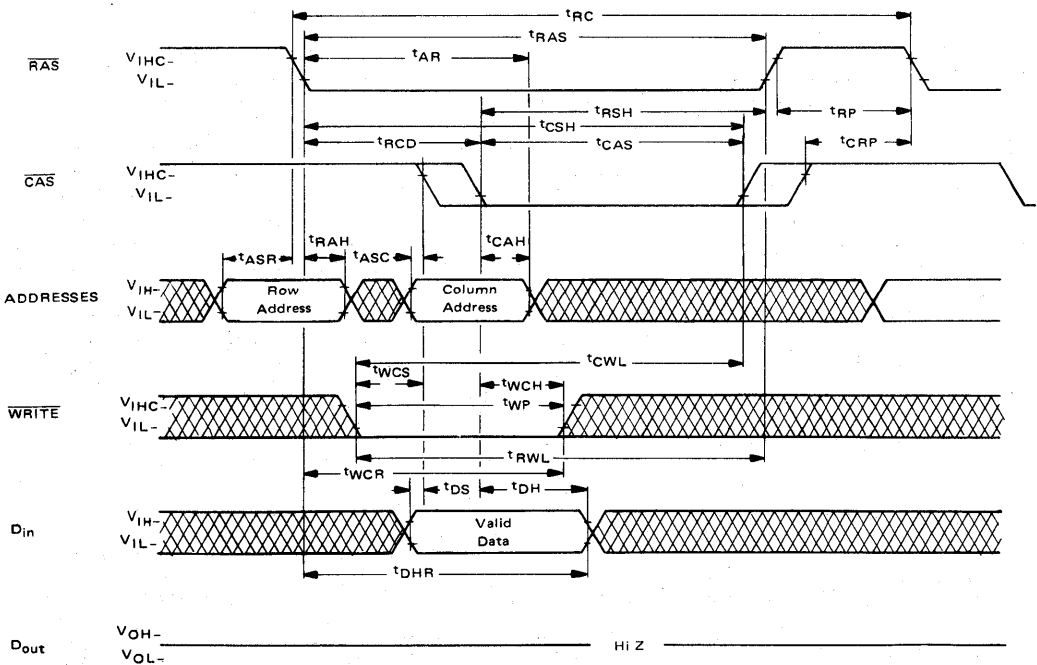 tRC
tRAS
tAR
RAS
VIHC
VIL
tRSH
tRP
tCSH
tRCD
tCAS
tCRP
CAS
VIHC
VIL
tRAH
tCAH
tASR
tASC
ADDRESSES
VIH
VIL
Row
Address
Column
Address
tCWL
tWCS
tWCH
tWP
WRITE
VIHC
VIL
tRWL
tWCR
tDS
tDH
Din
VIH
VIL
Valid
Data
tDHR
Dout
VOH
VOL
Hi Z